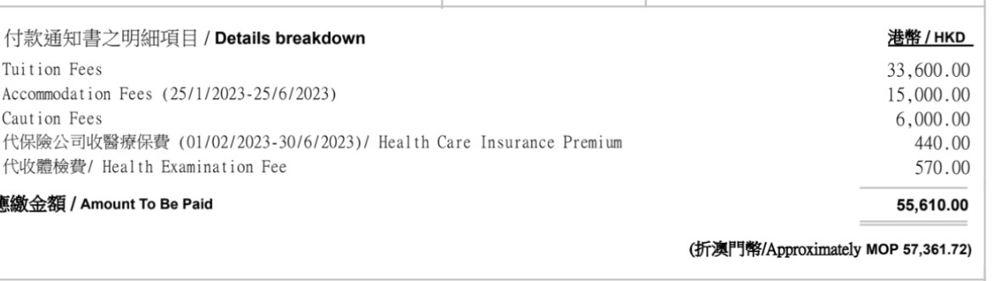 付款通知書之明細項目 / Details breakdown 港幣 / HKD
Tuition Fees 33,600.00
Accommodation Fees (25/1/2023-25/6/2023) 15,000.00
Caution Fees 6,000.00
代保險公司收醫療保費 (01/02/2023-30/6/2023)/ Health Care Insurance Premium 440.00
代收體檢費/ Health Examination Fee 570.00
應繳金額 / Amount To Be Paid 55,610.00
(折澳門幣/Approximately MOP 57,361.72)